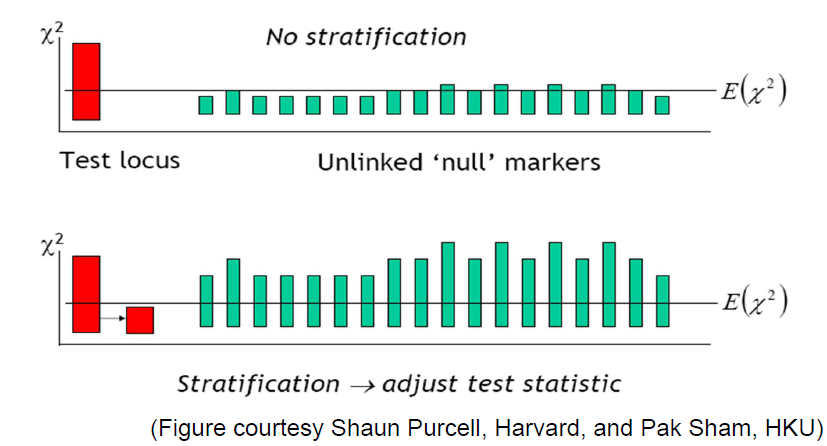 χ²
No stratification
E(χ²)
Test locus
Unlinked ‘null’ markers
χ²
E(χ²)
Stratification → adjust test statistic
(Figure courtesy Shaun Purcell, Harvard, and Pak Sham, HKU)